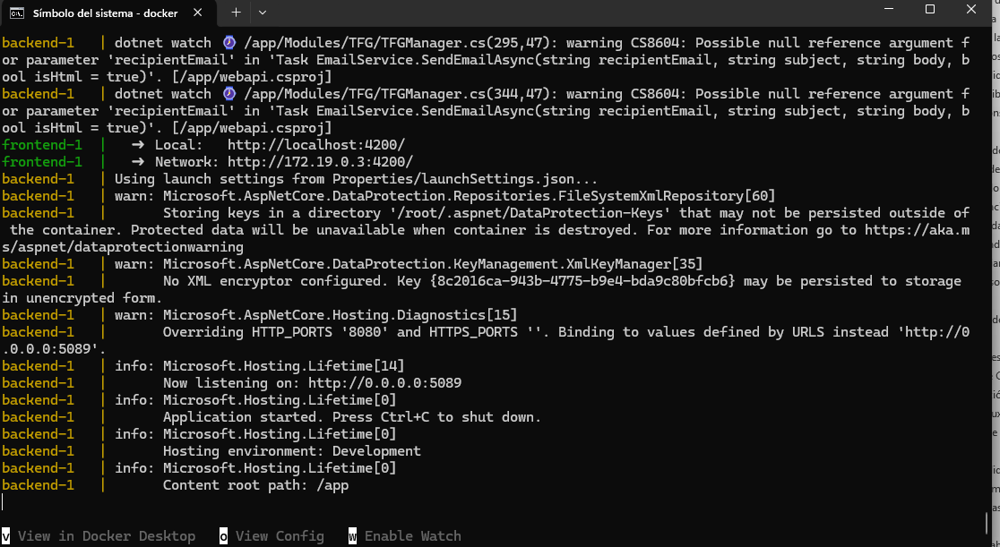 Símbolo del sistema - docker
backend-1   | dotnet watch ⌚ /app/Modules/TFG/TFGManager.cs(295,47): warning CS8604: Possible null reference argument f
or parameter 'recipientEmail' in 'Task EmailService.SendEmailAsync(string recipientEmail, string subject, string body, b
ool isHtml = true)'. [/app/webapi.csproj]
backend-1   | dotnet watch ⌚ /app/Modules/TFG/TFGManager.cs(344,47): warning CS8604: Possible null reference argument f
or parameter 'recipientEmail' in 'Task EmailService.SendEmailAsync(string recipientEmail, string subject, string body, b
ool isHtml = true)'. [/app/webapi.csproj]
frontend-1  |   ➜  Local:   http://localhost:4200/
frontend-1  |   ➜  Network: http://172.19.0.3:4200/
backend-1   | Using launch settings from Properties/launchSettings.json...
backend-1   | warn: Microsoft.AspNetCore.DataProtection.Repositories.FileSystemXmlRepository[60]
backend-1   |       Storing keys in a directory '/root/.aspnet/DataProtection-Keys' that may not be persisted outside of
 the container. Protected data will be unavailable when container is destroyed. For more information go to https://aka.m
s/aspnet/dataprotectionwarning
backend-1   | warn: Microsoft.AspNetCore.DataProtection.KeyManagement.XmlKeyManager[35]
backend-1   |       No XML encryptor configured. Key {8c2016ca-943b-4775-b9e4-bda9c80bfcb6} may be persisted to storage
in unencrypted form.
backend-1   | warn: Microsoft.AspNetCore.Hosting.Diagnostics[15]
backend-1   |       Overriding HTTP_PORTS '8080' and HTTPS_PORTS ''. Binding to values defined by URLS instead 'http://0
.0.0.0:5089'.
backend-1   | info: Microsoft.Hosting.Lifetime[14]
backend-1   |       Now listening on: http://0.0.0.0:5089
backend-1   | info: Microsoft.Hosting.Lifetime[0]
backend-1   |       Application started. Press Ctrl+C to shut down.
backend-1   | info: Microsoft.Hosting.Lifetime[0]
backend-1   |       Hosting environment: Development
backend-1   | info: Microsoft.Hosting.Lifetime[0]
backend-1   |       Content root path: /app
v View in Docker Desktop   o View Config   w Enable Watch